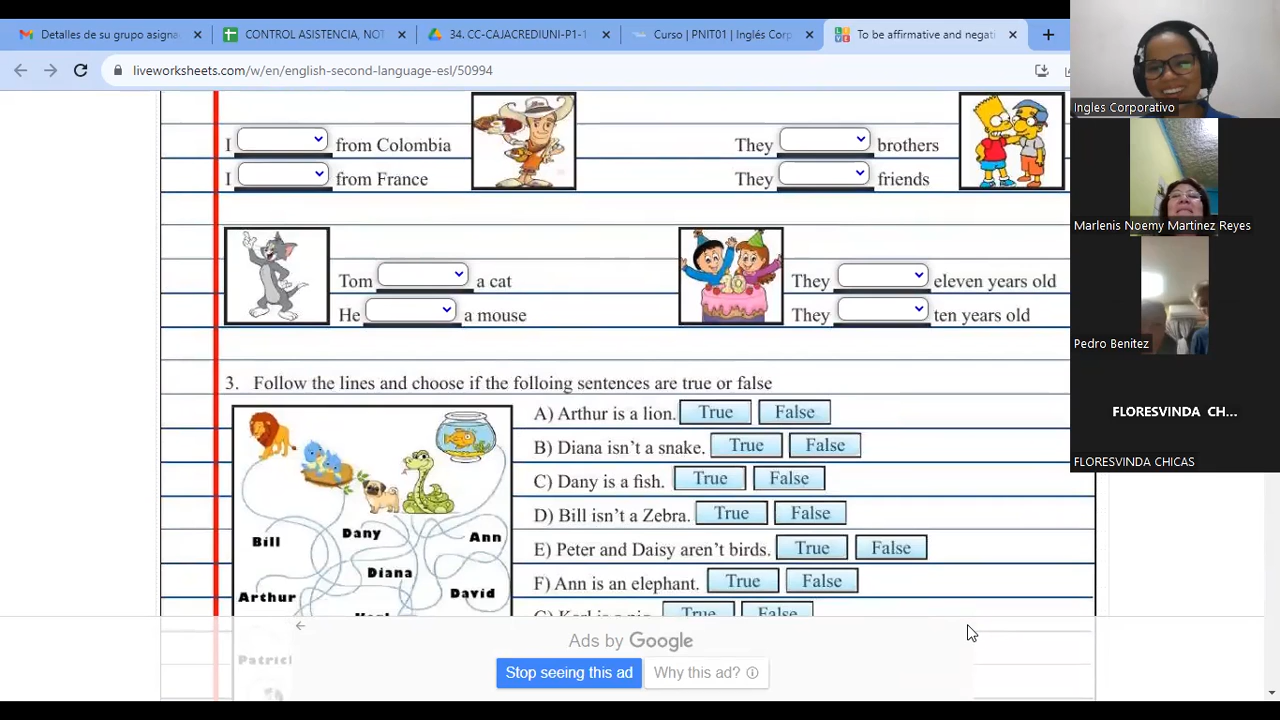 Detalles de su grupo asigna
CONTROL ASISTENCIA, NOT
34. CC-CAJACREDIUNI-P1-1
Curso | PNIT01 | Inglés Corp
To be affirmative and negati
liveworksheets.com/w/en/english-second-language-esl/50994
I from Colombia
They brothers
I from France
They friends
Tom a cat
They eleven years old
He a mouse
They ten years old
10
3. Follow the lines and choose if the folloing sentences are true or false
A) Arthur is a lion. True False
B) Diana isn't a snake. True False
C) Dany is a fish. True False
D) Bill isn't a Zebra. True False
E) Peter and Daisy aren't birds. True False
F) Ann is an elephant. True False
True False
Bill
Dany
Ann
Diana
Arthur
David
Patrici
Ads by Google
Stop seeing this ad
Why this ad?
Ingles Corporativo
Marlenis Noemy Martinez Reyes
Pedro Benitez
FLORESVINDA CH...
FLORESVINDA CHICAS